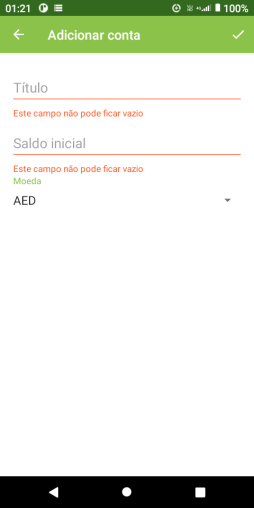 01:21
100%
Adicionar conta
Título
Este campo não pode ficar vazio
Saldo inicial
Este campo não pode ficar vazio
Moeda
AED